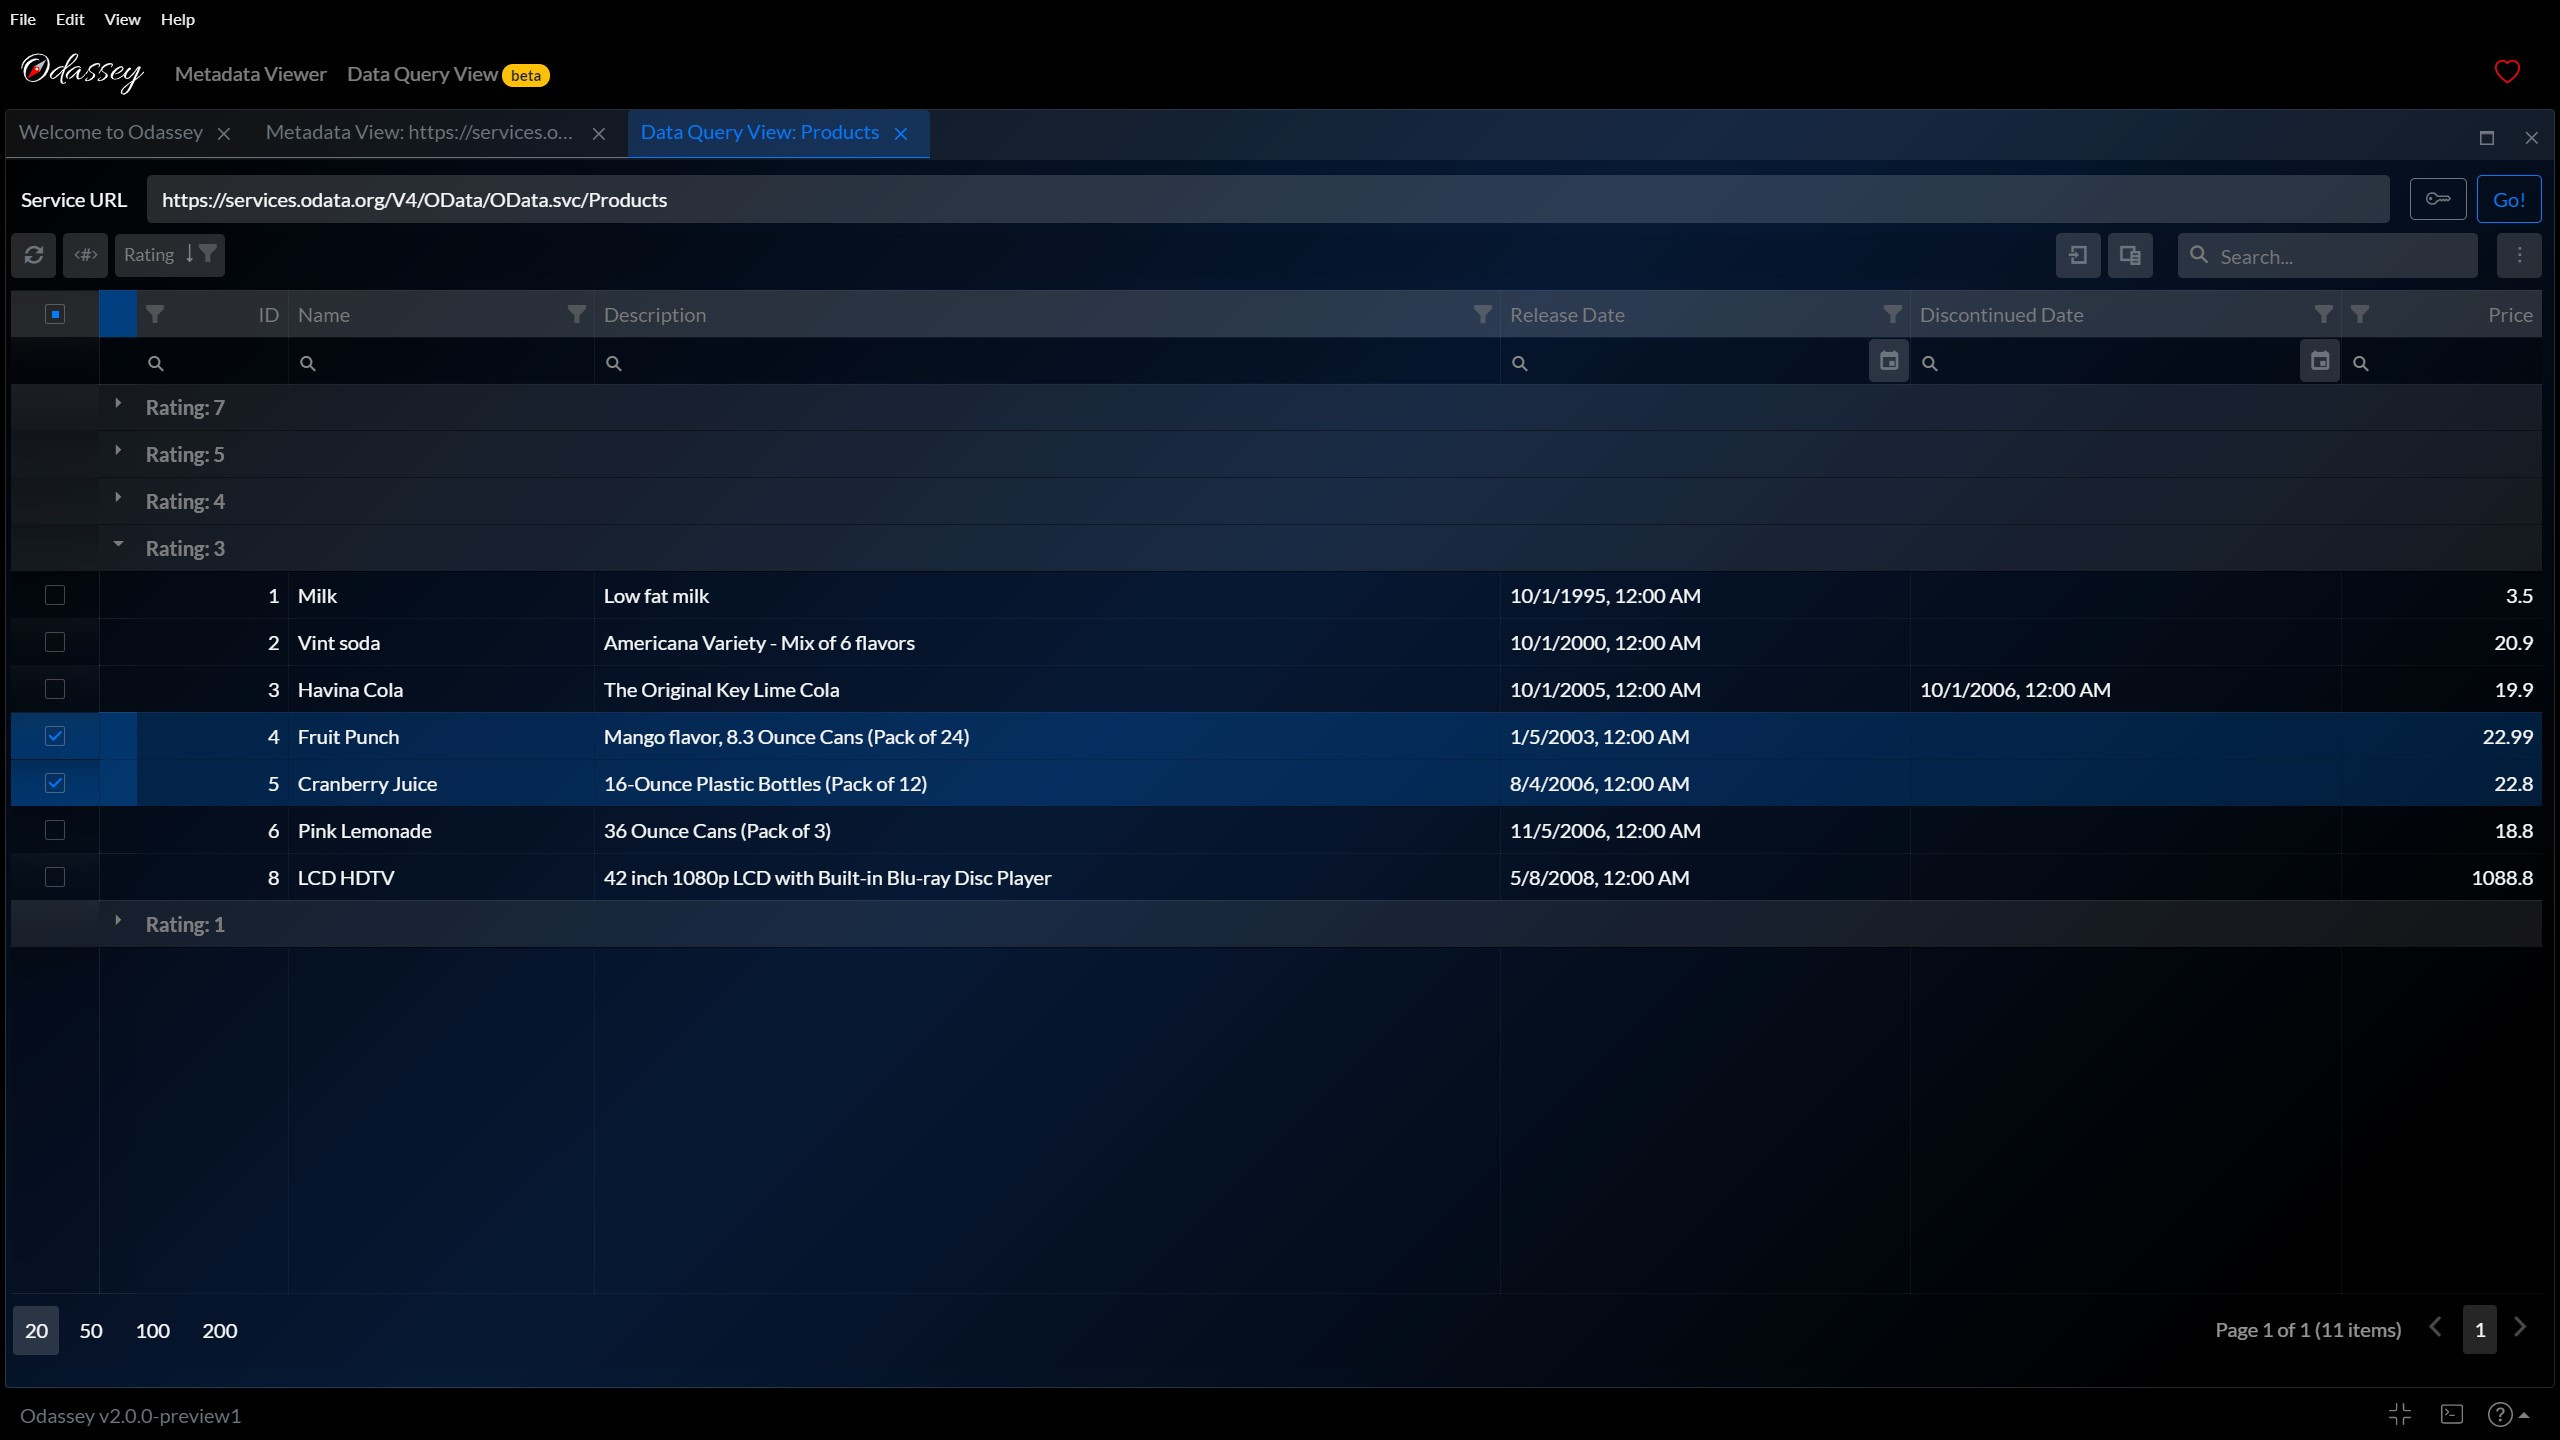 File Edit View Help
Odassey Metadata Viewer Data Query View beta
Welcome to Odassey Metadata View: https://services.o... Data Query View: Products
Service URL https://services.odata.org/V4/OData/OData.svc/Products Go!
<#> Rating Search...
ID Name Description Release Date Discontinued Date Price
Rating: 7
Rating: 5
Rating: 4
Rating: 3
1 Milk Low fat milk 10/1/1995, 12:00 AM 3.5
2 Vint soda Americana Variety - Mix of 6 flavors 10/1/2000, 12:00 AM 20.9
3 Havina Cola The Original Key Lime Cola 10/1/2005, 12:00 AM 10/1/2006, 12:00 AM 19.9
4 Fruit Punch Mango flavor, 8.3 Ounce Cans (Pack of 24) 1/5/2003, 12:00 AM 22.99
5 Cranberry Juice 16-Ounce Plastic Bottles (Pack of 12) 8/4/2006, 12:00 AM 22.8
6 Pink Lemonade 36 Ounce Cans (Pack of 3) 11/5/2006, 12:00 AM 18.8
8 LCD HDTV 42 inch 1080p LCD with Built-in Blu-ray Disc Player 5/8/2008, 12:00 AM 1088.8
Rating: 1
20 50 100 200 Page 1 of 1 (11 items) 1
Odassey v2.0.0-preview1